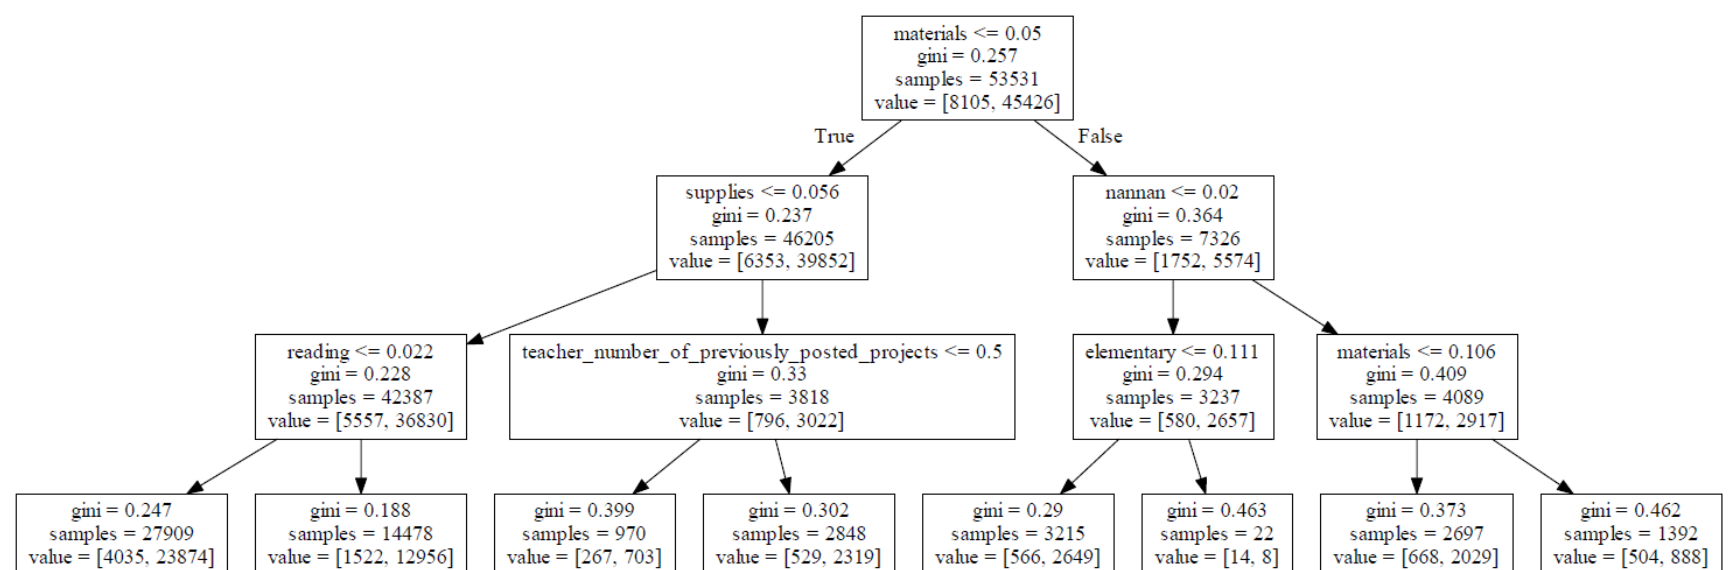 materials <= 0.05
gini = 0.257
samples = 53531
value = [8105, 45426]
True
False
supplies <= 0.056
gini = 0.237
samples = 46205
value = [6353, 39852]
nannan <= 0.02
gini = 0.364
samples = 7326
value = [1752, 5574]
reading <= 0.022
gini = 0.228
samples = 42387
value = [5557, 36830]
teacher_number_of_previously_posted_projects <= 0.5
gini = 0.33
samples = 3818
value = [796, 3022]
elementary <= 0.111
gini = 0.294
samples = 3237
value = [580, 2657]
materials <= 0.106
gini = 0.409
samples = 4089
value = [1172, 2917]
gini = 0.247
samples = 27909
value = [4035, 23874]
gini = 0.188
samples = 14478
value = [1522, 12956]
gini = 0.399
samples = 970
value = [267, 703]
gini = 0.302
samples = 2848
value = [529, 2319]
gini = 0.29
samples = 3215
value = [566, 2649]
gini = 0.463
samples = 22
value = [14, 8]
gini = 0.373
samples = 2697
value = [668, 2029]
gini = 0.462
samples = 1392
value = [504, 888]